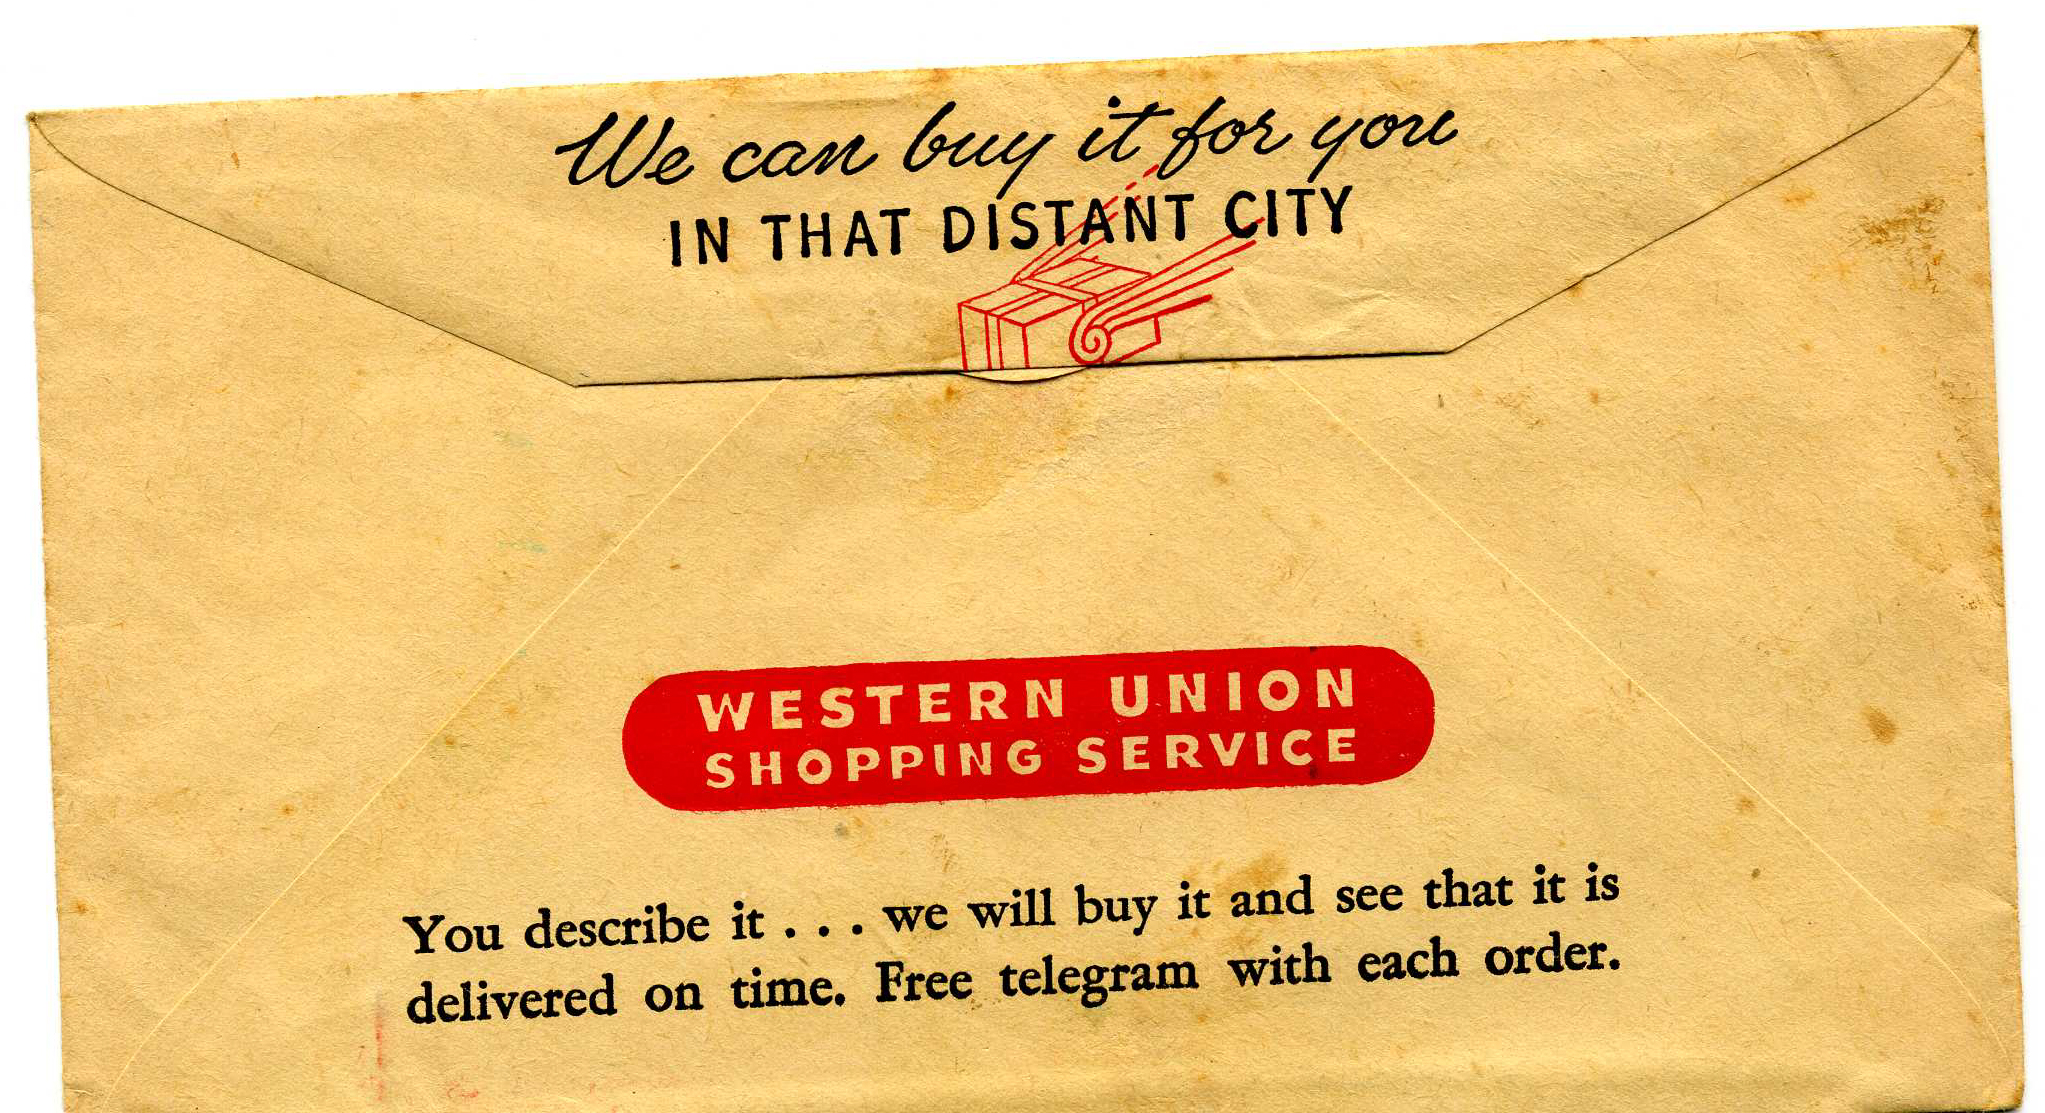 We can buy it for you
IN THAT DISTANT CITY
WESTERN UNION
SHOPPING SERVICE
You describe it . . . we will buy it and see that it is
delivered on time. Free telegram with each order.